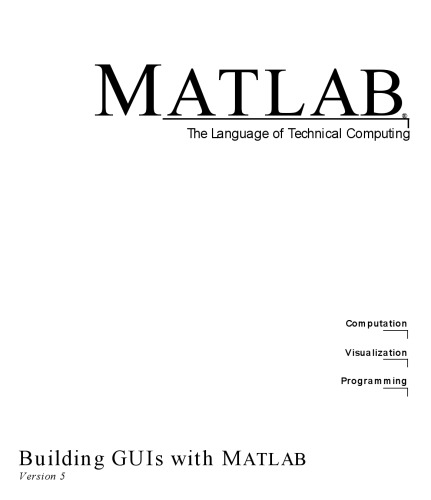 MATLAB®
The Language of Technical Computing
Computation
Visualization
Programming
Building GUIs with MATLAB
Version 5